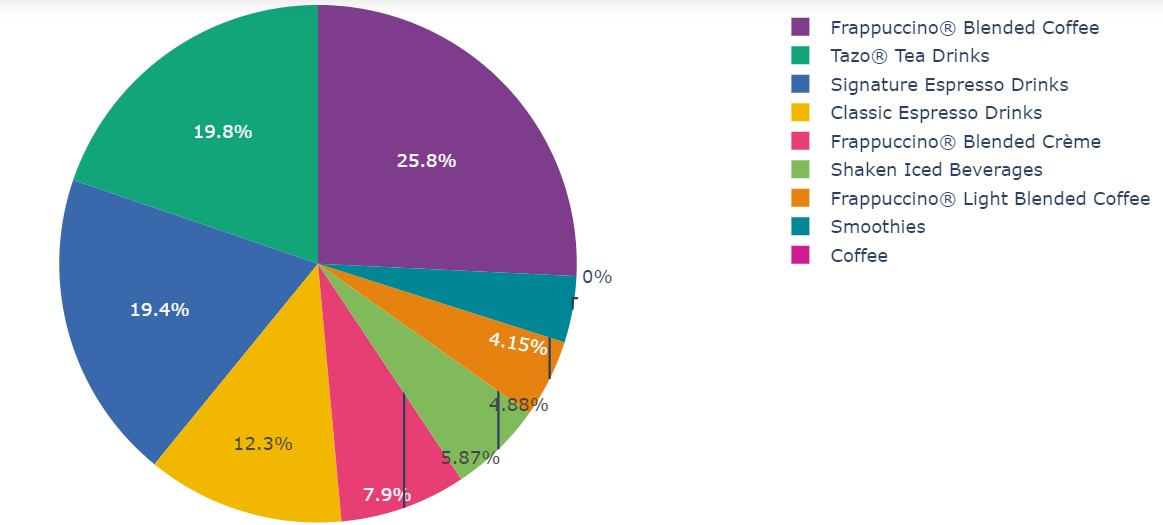 Frappuccino® Blended Coffee
Tazo® Tea Drinks
Signature Espresso Drinks
Classic Espresso Drinks
Frappuccino® Blended Crème
Shaken Iced Beverages
Frappuccino® Light Blended Coffee
Smoothies
Coffee
19.8%
25.8%
0%
19.4%
4.15%
4.88%
12.3%
5.87%
7.9%